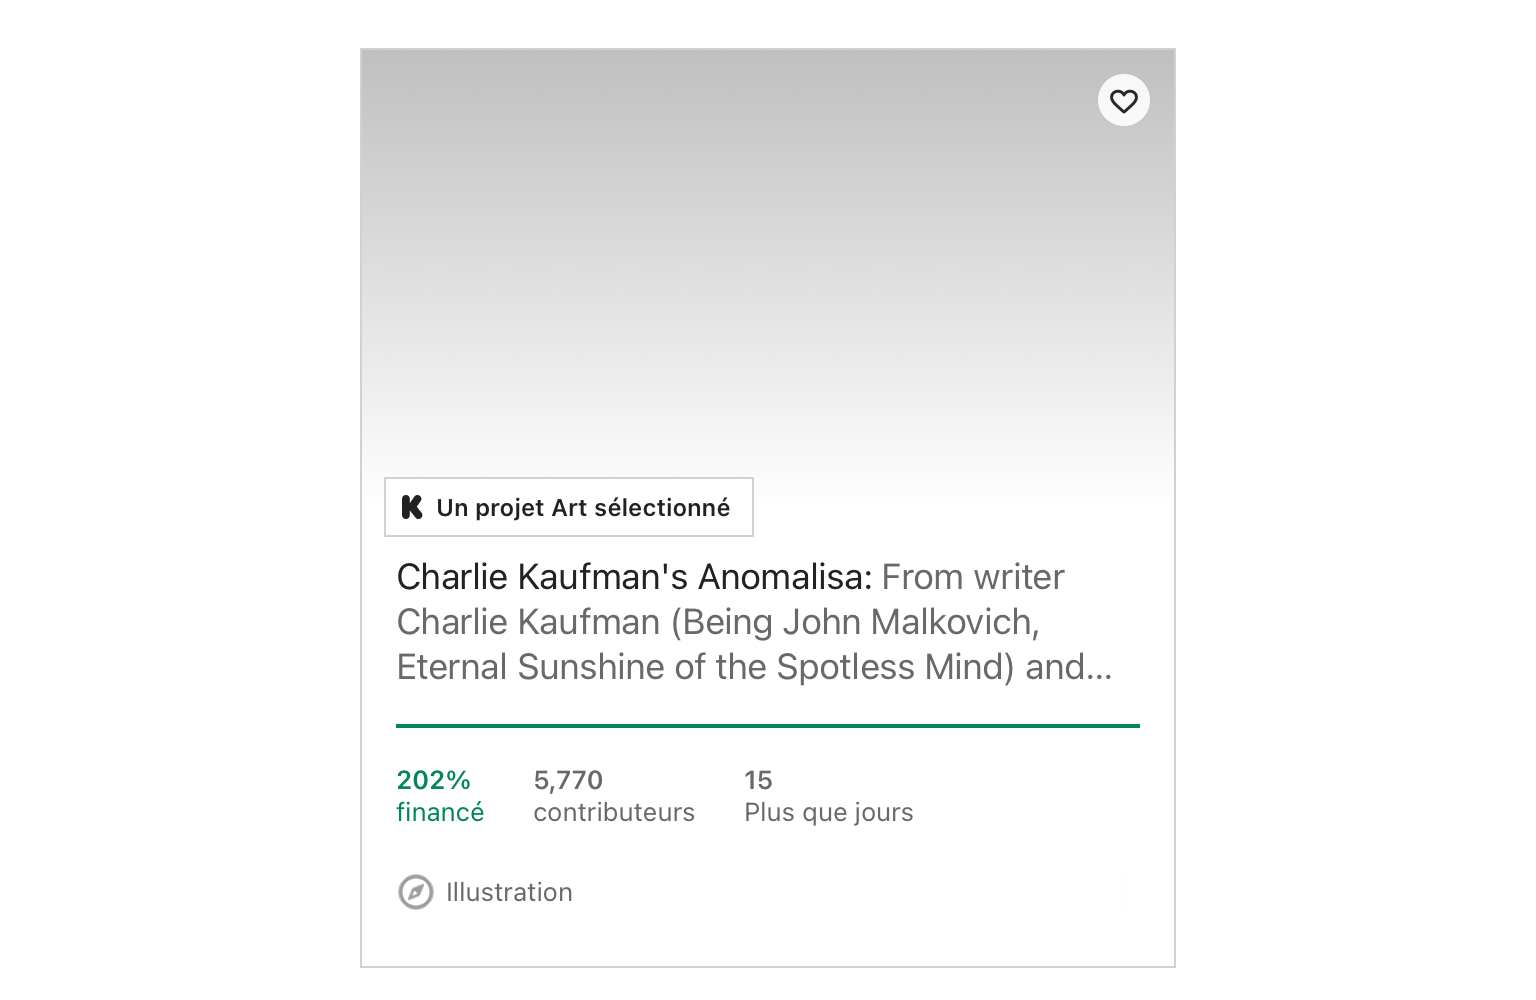 Un projet Art sélectionné
Charlie Kaufman's Anomalisa: From writer
Charlie Kaufman (Being John Malkovich,
Eternal Sunshine of the Spotless Mind) and...
202%
financé
5,770
contributeurs
15
Plus que jours
Illustration